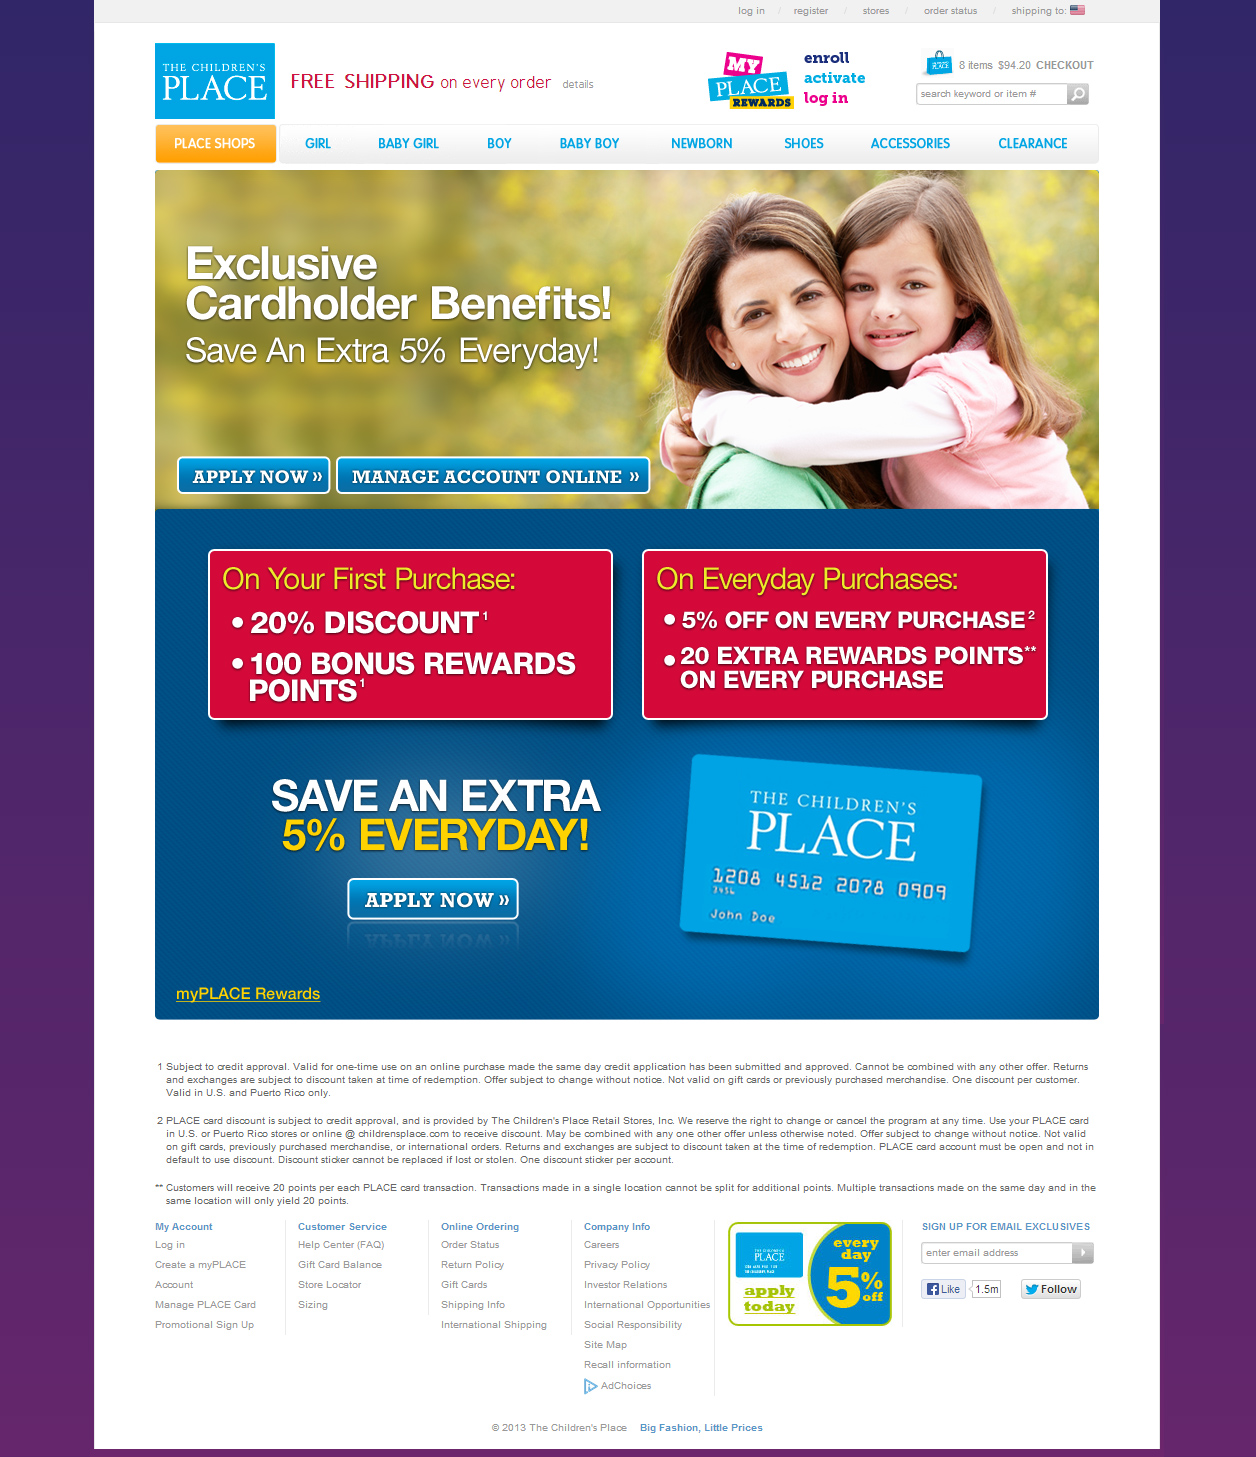 log in / register / stores / order status / shipping to:
THE CHILDREN'S
PLACE
FREE SHIPPING on every order details
MY
PLACE
REWARDS
enroll
activate
log in
8 items $94.20 CHECKOUT
search keyword or item #
PLACE SHOPS GIRL BABY GIRL BOY BABY BOY NEWBORN SHOES ACCESSORIES CLEARANCE
Exclusive
Cardholder Benefits!
Save An Extra 5% Everyday!
APPLY NOW »
MANAGE ACCOUNT ONLINE »
On Your First Purchase:
• 20% DISCOUNT1
• 100 BONUS REWARDS
POINTS1
On Everyday Purchases:
• 5% OFF ON EVERY PURCHASE2
• 20 EXTRA REWARDS POINTS**
ON EVERY PURCHASE
SAVE AN EXTRA
5% EVERYDAY!
APPLY NOW »
THE CHILDREN'S
PLACE
1208 4512 2078 0909
3456
John Doe
myPLACE Rewards
1 Subject to credit approval. Valid for one-time use on an online purchase made the same day credit application has been submitted and approved. Cannot be combined with any other offer. Returns
and exchanges are subject to discount taken at time of redemption. Offer subject to change without notice. Not valid on gift cards or previously purchased merchandise. One discount per customer.
Valid in U.S. and Puerto Rico only.
2 PLACE card discount is subject to credit approval, and is provided by The Children's Place Retail Stores, Inc. We reserve the right to change or cancel the program at any time. Use your PLACE card
in U.S. or Puerto Rico stores or online @ childrensplace.com to receive discount. May be combined with any one other offer unless otherwise noted. Offer subject to change without notice. Not valid
on gift cards, previously purchased merchandise, or international orders. Returns and exchanges are subject to discount taken at the time of redemption. PLACE card account must be open and not in
default to use discount. Discount sticker cannot be replaced if lost or stolen. One discount sticker per account.
** Customers will receive 20 points per each PLACE card transaction. Transactions made in a single location cannot be split for additional points. Multiple transactions made on the same day and in the
same location will only yield 20 points.
My Account
Log in
Create a myPLACE
Account
Manage PLACE Card
Promotional Sign Up
Customer Service
Help Center (FAQ)
Gift Card Balance
Store Locator
Sizing
Online Ordering
Order Status
Return Policy
Gift Cards
Shipping Info
International Shipping
Company Info
Careers
Privacy Policy
Investor Relations
International Opportunities
Social Responsibility
Site Map
Recall information
AdChoices
THE CHILDREN'S
PLACE
apply
today
every
day
5%
off
SIGN UP FOR EMAIL EXCLUSIVES
enter email address
Like 1.5m
Follow
© 2013 The Children's Place Big Fashion, Little Prices